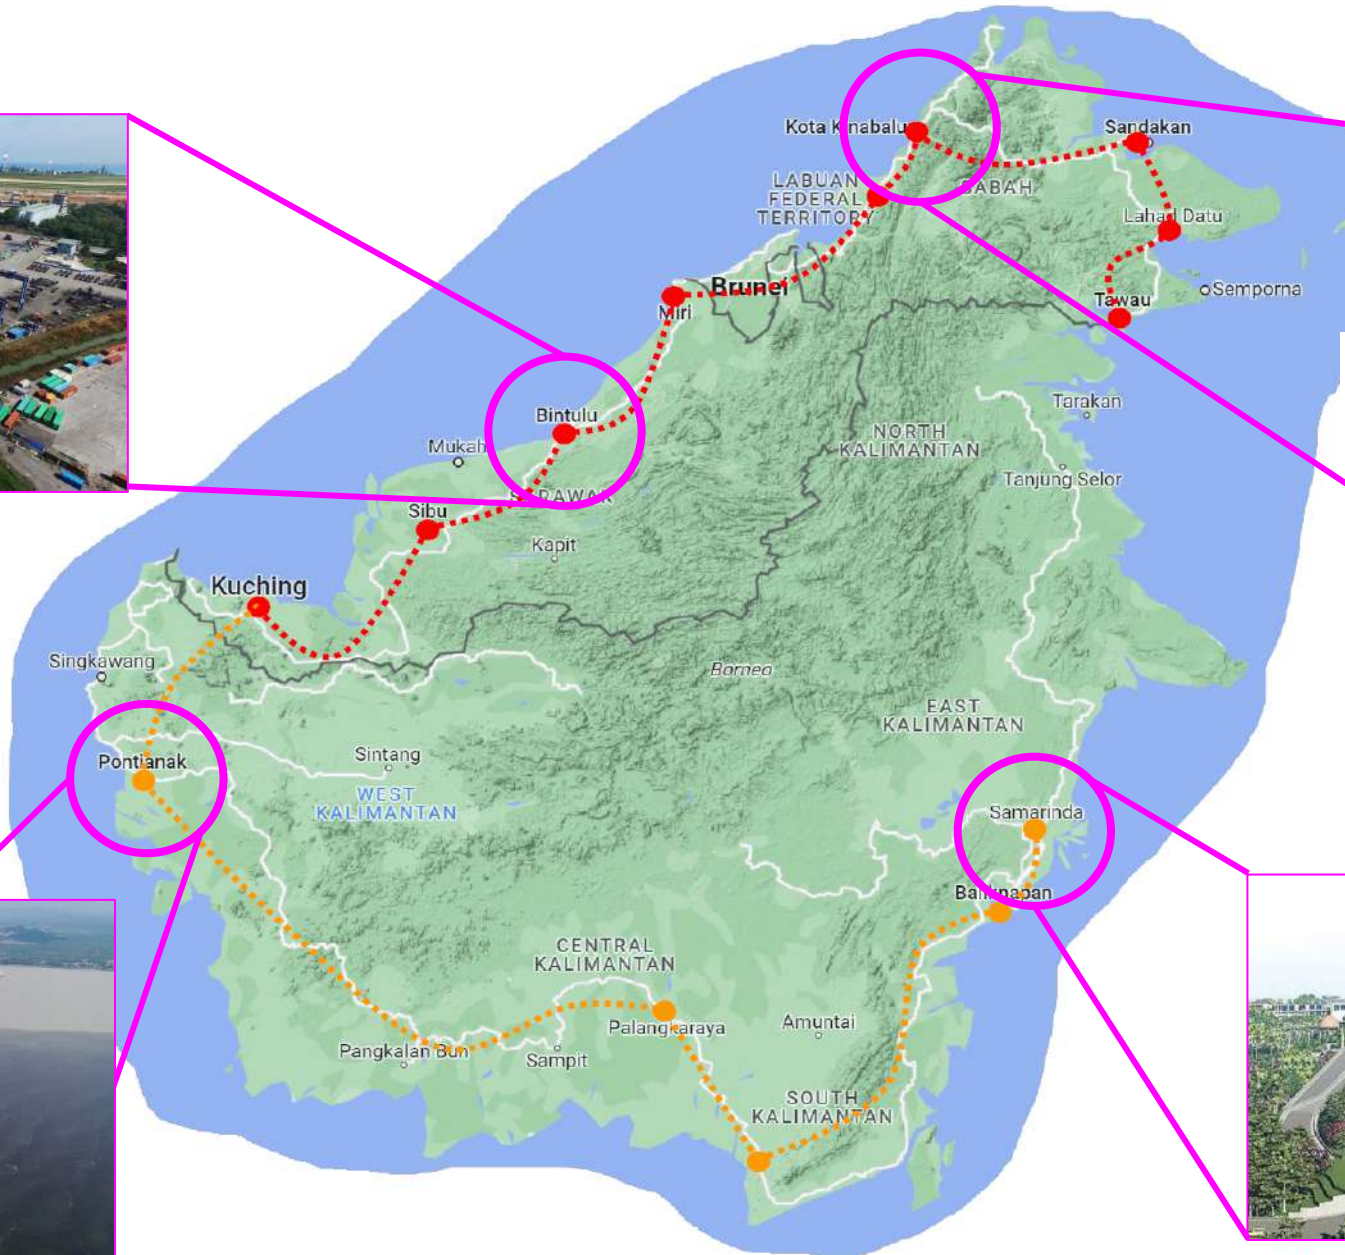 Kota Kinabalu
Sandakan
LABUAN
FEDERAL
TERRITORY
SABAH
Lahad Datu
Brunei
Semporna
Tawau
Miri
Tarakan
Bintulu
NORTH
KALIMANTAN
Mukah
Tanjung Selor
SARAWAK
Sibu
Kapit
Kuching
Singkawang
Borneo
EAST
KALIMANTAN
Pontianak
Sintang
WEST
KALIMANTAN
Samarinda
Balikpapan
CENTRAL
KALIMANTAN
Palangkaraya
Amuntai
Pangkalan Bun
Sampit
SOUTH
KALIMANTAN